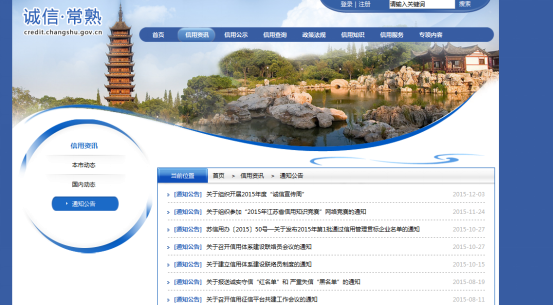 登录 | 注册 请输入关键词 搜索
诚信·常熟
credit.changshu.gov.cn
首页 信用资讯 信用公示 信用查询 政策法规 信用知识 信用服务 专项内容
信用资讯
本市动态
国内动态
通知公告
当前位置 首页 > 信用资讯 > 通知公告
[通知公告] 关于组织开展2015年度“诚信宣传周” 2015-12-03
[通知公告] 关于组织参加“2015年江苏省信用知识竞赛”网络竞赛的通知 2015-11-24
[通知公告] 苏信用办〔2015〕50号—关于发布2015年第1批通过信用管理贯标企业名单的通知 2015-10-27
[通知公告] 关于召开信用体系建设联络员会议的通知 2015-10-27
[通知公告] 关于建立信用体系建设联络员制度的通知 2015-10-15
[通知公告] 关于报送诚实守信“红名单”和 严重失信“黑名单”的通知 2015-08-19
[通知公告] 关于召开信用征信平台共建工作会议的通知 2015-08-11